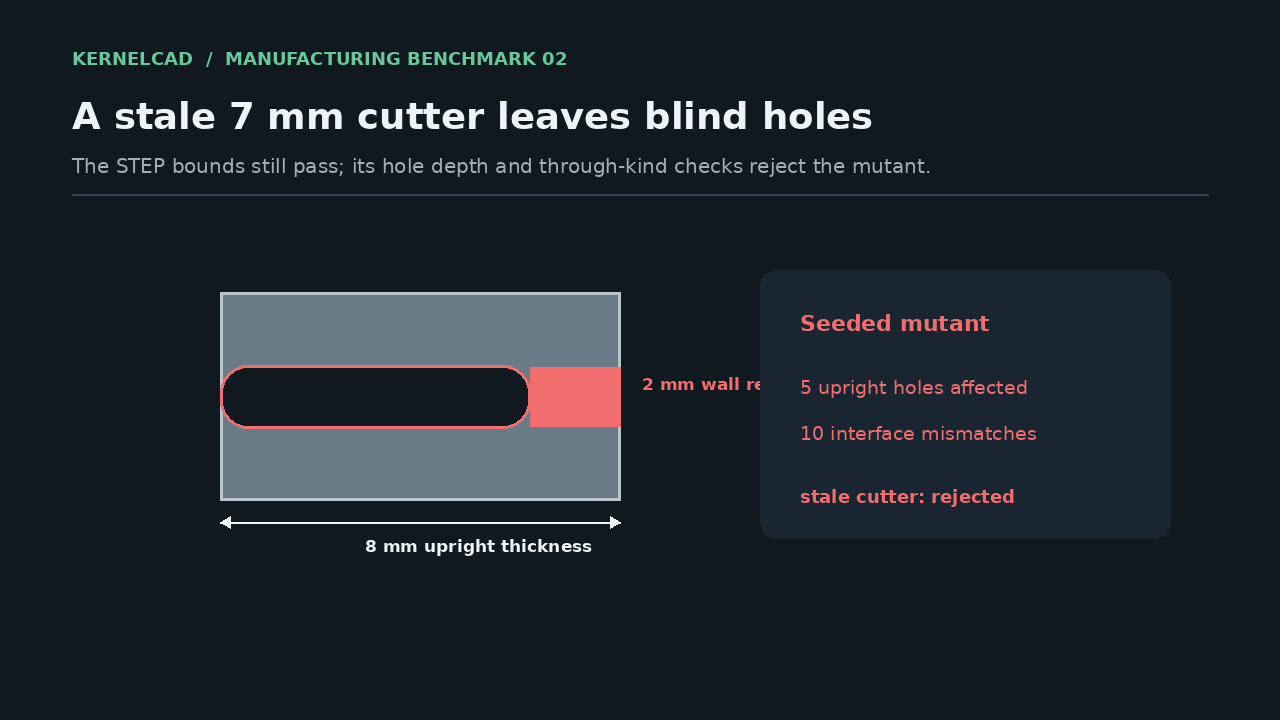 KERNELCAD / MANUFACTURING BENCHMARK 02
A stale 7 mm cutter leaves blind holes
The STEP bounds still pass; its hole depth and through-kind checks reject the mutant.
2 mm wall re
8 mm upright thickness
Seeded mutant
5 upright holes affected
10 interface mismatches
stale cutter: rejected